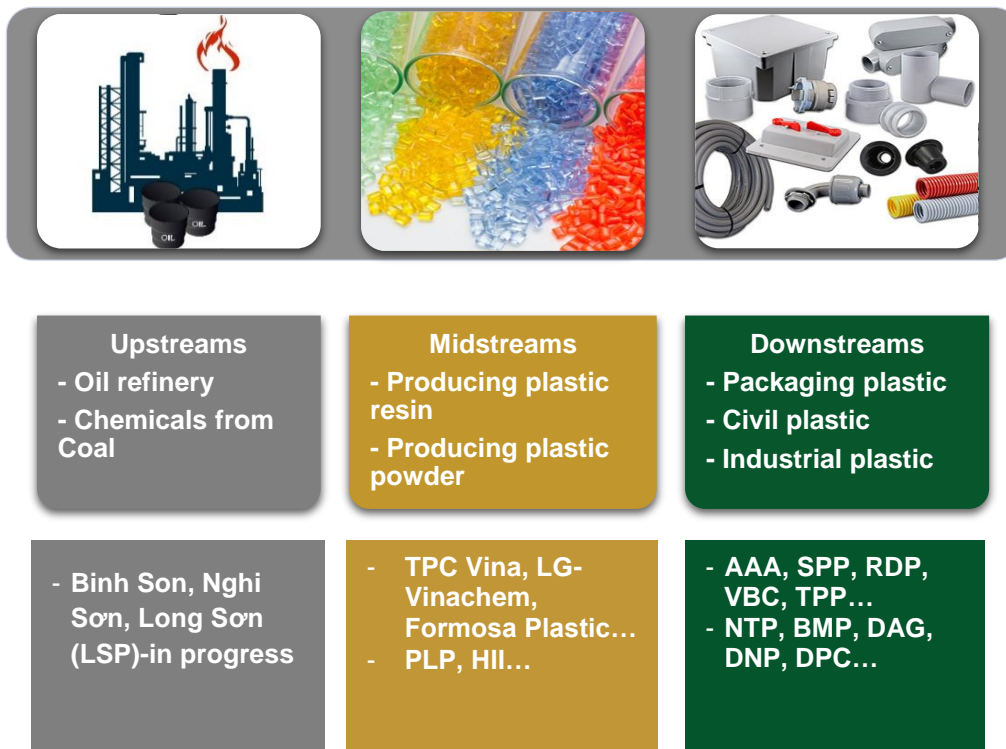 OIL
OIL
Upstreams
- Oil refinery
- Chemicals from
Coal
Midstreams
- Producing plastic
resin
- Producing plastic
powder
Downstreams
- Packaging plastic
- Civil plastic
- Industrial plastic
- Binh Son, Nghi
Sơn, Long Sơn
(LSP)-in progress
- TPC Vina, LG-
Vinachem,
Formosa Plastic…
- PLP, HII…
- AAA, SPP, RDP,
VBC, TPP…
- NTP, BMP, DAG,
DNP, DPC…